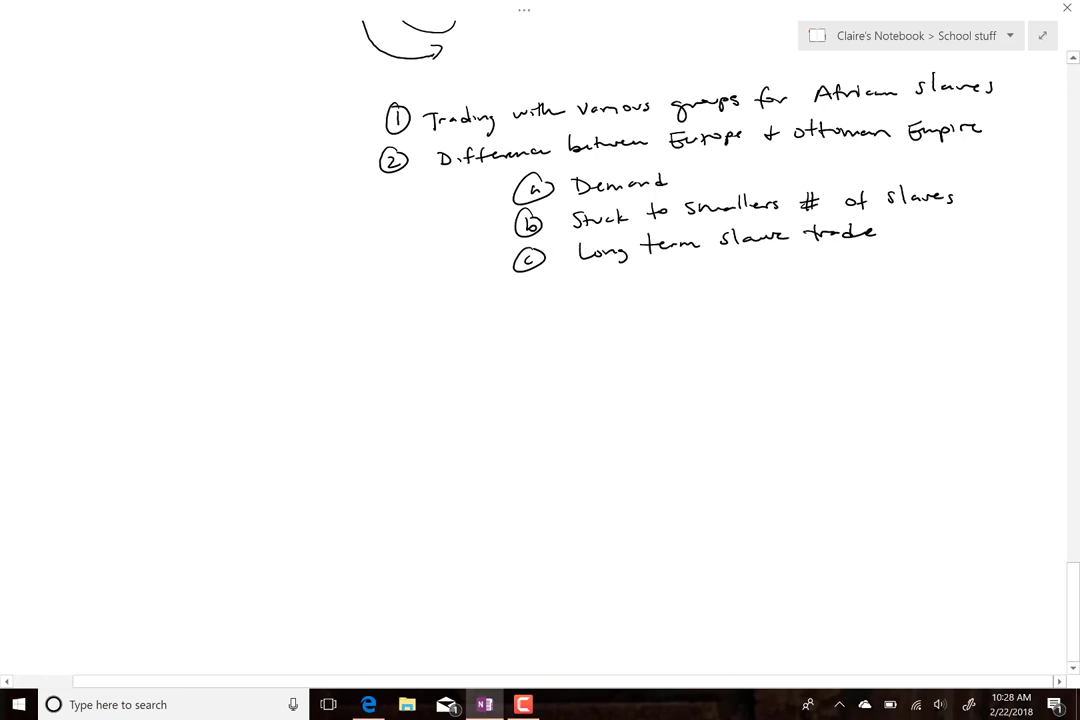 ...
Claire's Notebook > School stuff
① Trading with various groups for African slaves
② Difference between Europe & Ottoman Empire
ⓐ Demand
ⓑ Stuck to smallers # of slaves
ⓒ Long term slave trade
Type here to search
10:28 AM
2/22/2018